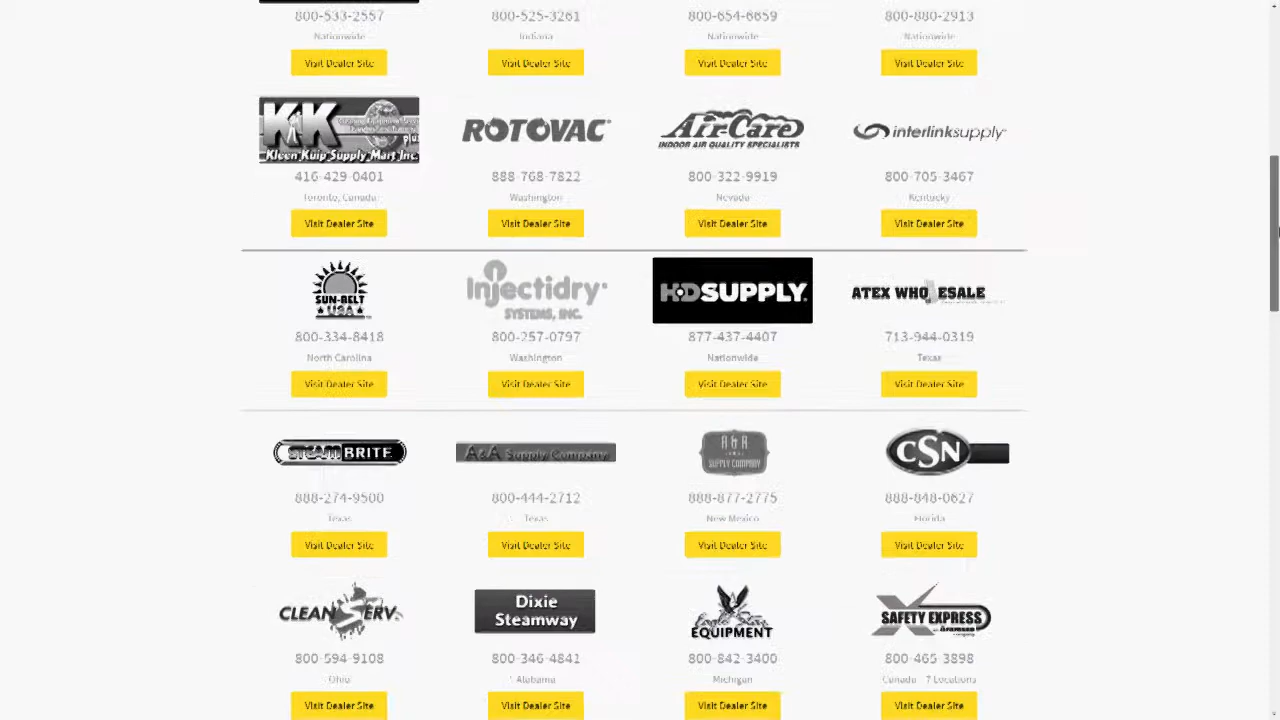 800-533-2557 800-525-3261 800-654-6659 800-880-2913
Nationwide Indiana Nationwide Nationwide
Visit Dealer Site Visit Dealer Site Visit Dealer Site Visit Dealer Site
KK plus ROTOVAC Air-Care interlinksupply
Kleen Kuip Supply Mart Inc. INDOOR AIR QUALITY SPECIALISTS
416-429-0401 888-768-7822 800-322-9919 800-705-3467
Toronto, Canada Washington Nevada Kentucky
Visit Dealer Site Visit Dealer Site Visit Dealer Site Visit Dealer Site
SUN-BELT USA Injectidry SYSTEMS, INC. HDSUPPLY ATEX WHOLESALE
800-334-8418 800-257-0797 877-437-4407 713-944-0319
North Carolina Washington Nationwide Texas
Visit Dealer Site Visit Dealer Site Visit Dealer Site Visit Dealer Site
STEAMBRITE A&A Supply Company A&R SUPPLY COMPANY CSN
888-274-9500 800-444-2712 888-877-2775 888-848-0627
Texas Texas New Mexico Florida
Visit Dealer Site Visit Dealer Site Visit Dealer Site Visit Dealer Site
CLEANSERV Dixie Steamway EQUIPMENT SAFETY EXPRESS
800-594-9108 800-346-4841 800-842-3400 800-465-3898
Ohio Alabama Michigan Canada - 7 Locations
Visit Dealer Site Visit Dealer Site Visit Dealer Site Visit Dealer Site